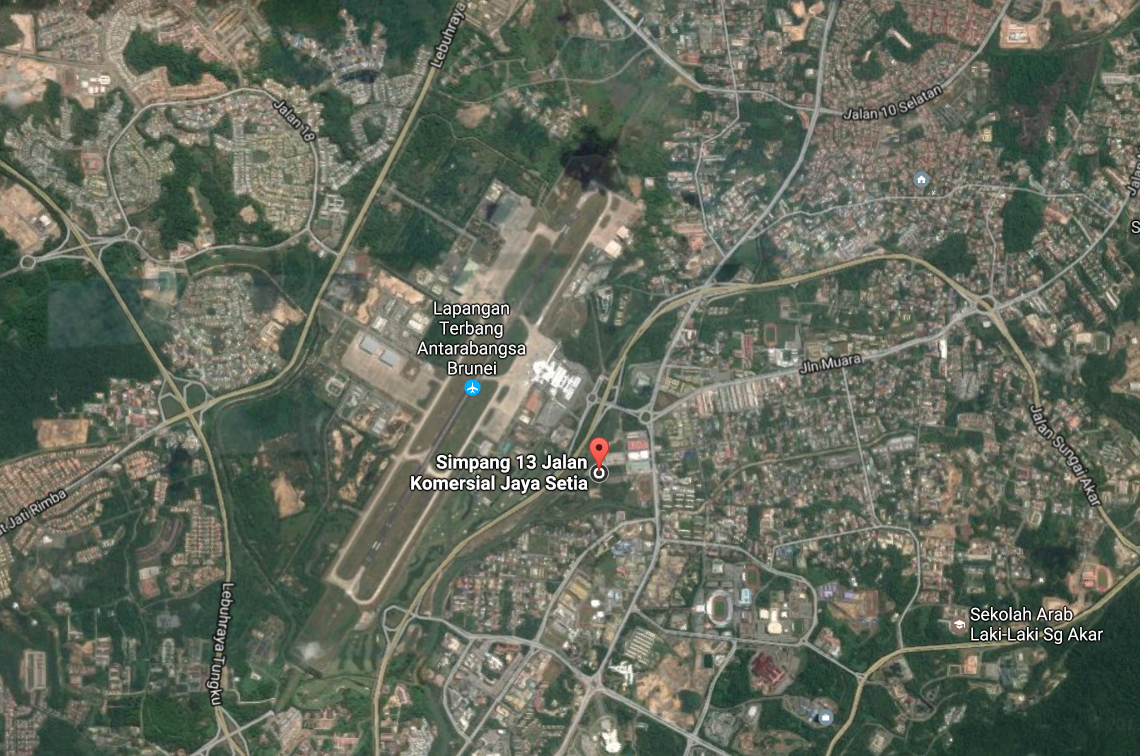 Lebuhraya
Jalan 10 Selatan
Jalan 18
Lapangan
Terbang
Antarabangsa
Brunei
Jln Muara
Simpang 13 Jalan
Komersial Jaya Setia
Jalan Sungai Akar
Jati Rimba
Lebuhraya Tungku
Sekolah Arab
Laki-Laki Sg Akar